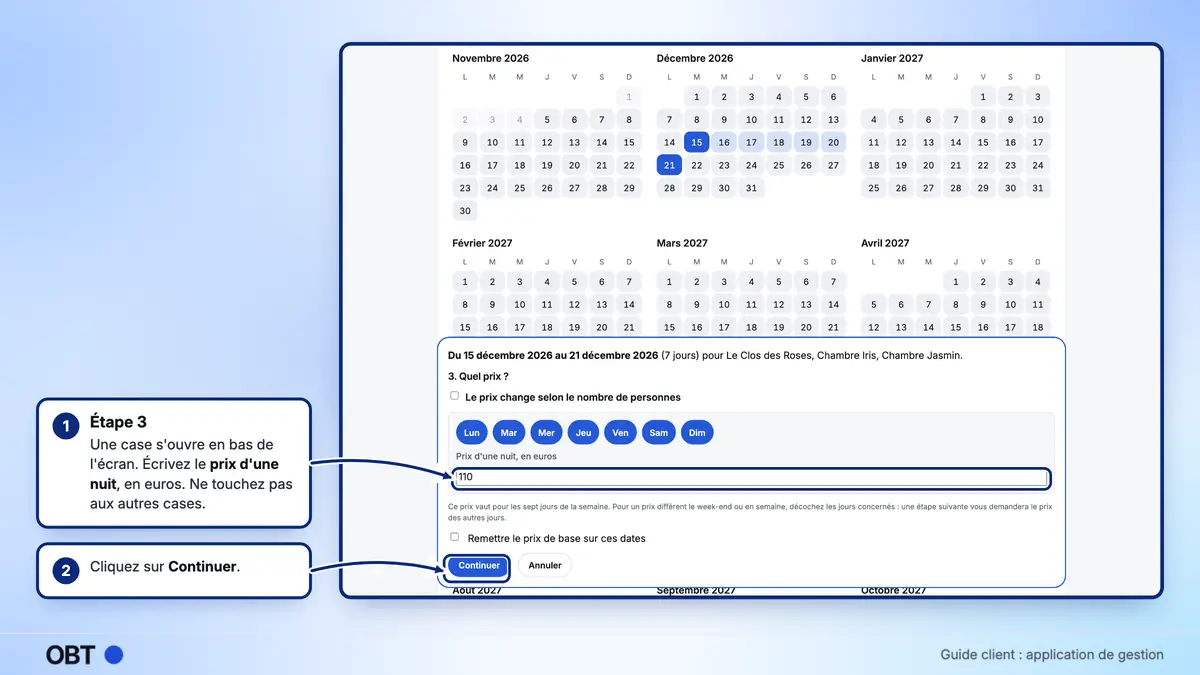 Novembre 2026
L M M J V S D
1
2 3 4 5 6 7 8
9 10 11 12 13 14 15
16 17 18 19 20 21 22
23 24 25 26 27 28 29
30
Décembre 2026
L M M J V S D
1 2 3 4 5 6
7 8 9 10 11 12 13
14 15 16 17 18 19 20
21 22 23 24 25 26 27
28 29 30 31
Janvier 2027
L M M J V S D
1 2 3
4 5 6 7 8 9 10
11 12 13 14 15 16 17
18 19 20 21 22 23 24
25 26 27 28 29 30 31
Février 2027
L M M J V S D
1 2 3 4 5 6 7
8 9 10 11 12 13 14
15 16 17 18 19 20 21
Mars 2027
L M M J V S D
1 2 3 4 5 6 7
8 9 10 11 12 13 14
15 16 17 18 19 20 21
Avril 2027
L M M J V S D
1 2 3 4
5 6 7 8 9 10 11
12 13 14 15 16 17 18
Du 15 décembre 2026 au 21 décembre 2026 (7 jours) pour Le Clos des Roses, Chambre Iris, Chambre Jasmin.
3. Quel prix ?
Le prix change selon le nombre de personnes
Lun Mar Mer Jeu Ven Sam Dim
Prix d'une nuit, en euros
110
Ce prix vaut pour les sept jours de la semaine. Pour un prix différent le week-end ou en semaine, décochez les jours concernés : une étape suivante vous demandera le prix
des autres jours.
Remettre le prix de base sur ces dates
Continuer Annuler
Août 2027 Septembre 2027 Octobre 2027
1 Étape 3
Une case s'ouvre en bas de
l'écran. Écrivez le prix d'une
nuit, en euros. Ne touchez pas
aux autres cases.
2 Cliquez sur Continuer.
OBT
Guide client : application de gestion